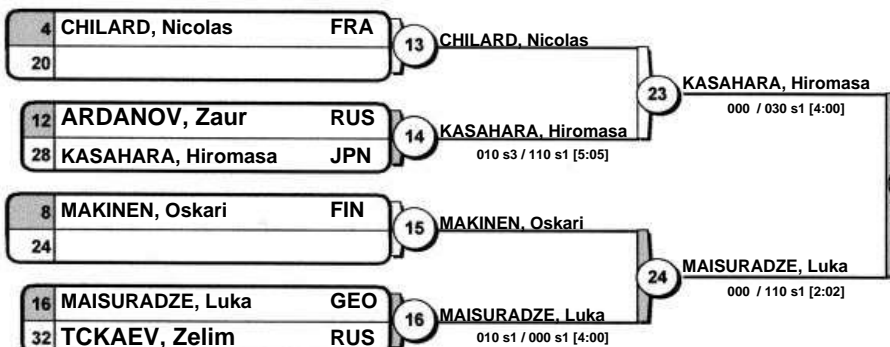 4 CHILARD, Nicolas FRA
20
13 CHILARD, Nicolas
12 ARDANOV, Zaur RUS
28 KASAHARA, Hiromasa JPN
14 KASAHARA, Hiromasa
010 s3 / 110 s1 [5:05]
23 KASAHARA, Hiromasa
000 / 030 s1 [4:00]
8 MAKINEN, Oskari FIN
24
15 MAKINEN, Oskari
16 MAISURADZE, Luka GEO
32 TCKAEV, Zelim RUS
16 MAISURADZE, Luka
010 s1 / 000 s1 [4:00]
24 MAISURADZE, Luka
000 / 110 s1 [2:02]